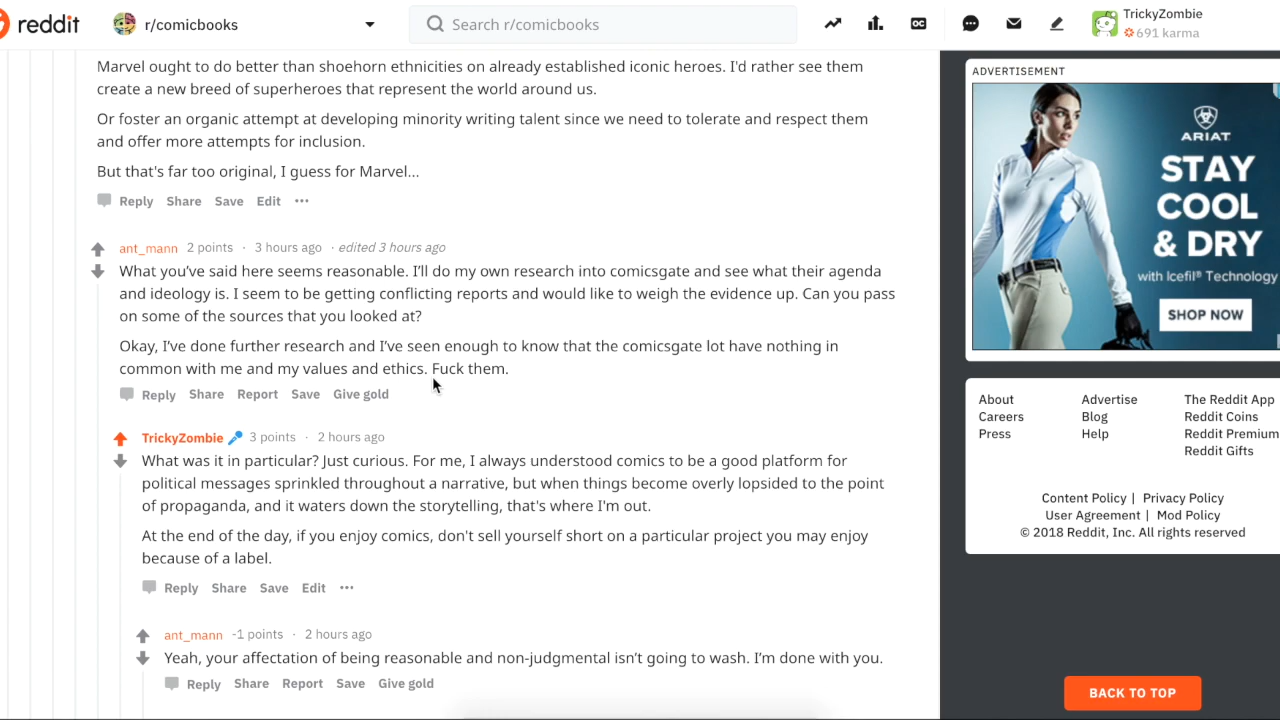 reddit
r/comicbooks
Search r/comicbooks
TrickyZombie
691 karma
Marvel ought to do better than shoehorn ethnicities on already established iconic heroes. I'd rather see them
create a new breed of superheroes that represent the world around us.
Or foster an organic attempt at developing minority writing talent since we need to tolerate and respect them
and offer more attempts for inclusion.
But that's far too original, I guess for Marvel...
Reply Share Save Edit ...
ant_mann 2 points · 3 hours ago · edited 3 hours ago
What you've said here seems reasonable. I'll do my own research into comicsgate and see what their agenda
and ideology is. I seem to be getting conflicting reports and would like to weigh the evidence up. Can you pass
on some of the sources that you looked at?
Okay, I've done further research and I've seen enough to know that the comicsgate lot have nothing in
common with me and my values and ethics. Fuck them.
Reply Share Report Save Give gold
TrickyZombie 3 points · 2 hours ago
What was it in particular? Just curious. For me, I always understood comics to be a good platform for
political messages sprinkled throughout a narrative, but when things become overly lopsided to the point
of propaganda, and it waters down the storytelling, that's where I'm out.
At the end of the day, if you enjoy comics, don't sell yourself short on a particular project you may enjoy
because of a label.
Reply Share Save Edit ...
ant_mann -1 points · 2 hours ago
Yeah, your affectation of being reasonable and non-judgmental isn't going to wash. I'm done with you.
Reply Share Report Save Give gold
ADVERTISEMENT
ARIAT
STAY
COOL
& DRY
with Icefil® Technology
SHOP NOW
About Advertise The Reddit App
Careers Blog Reddit Coins
Press Help Reddit Premium
Reddit Gifts
Content Policy | Privacy Policy
User Agreement | Mod Policy
© 2018 Reddit, Inc. All rights reserved
BACK TO TOP